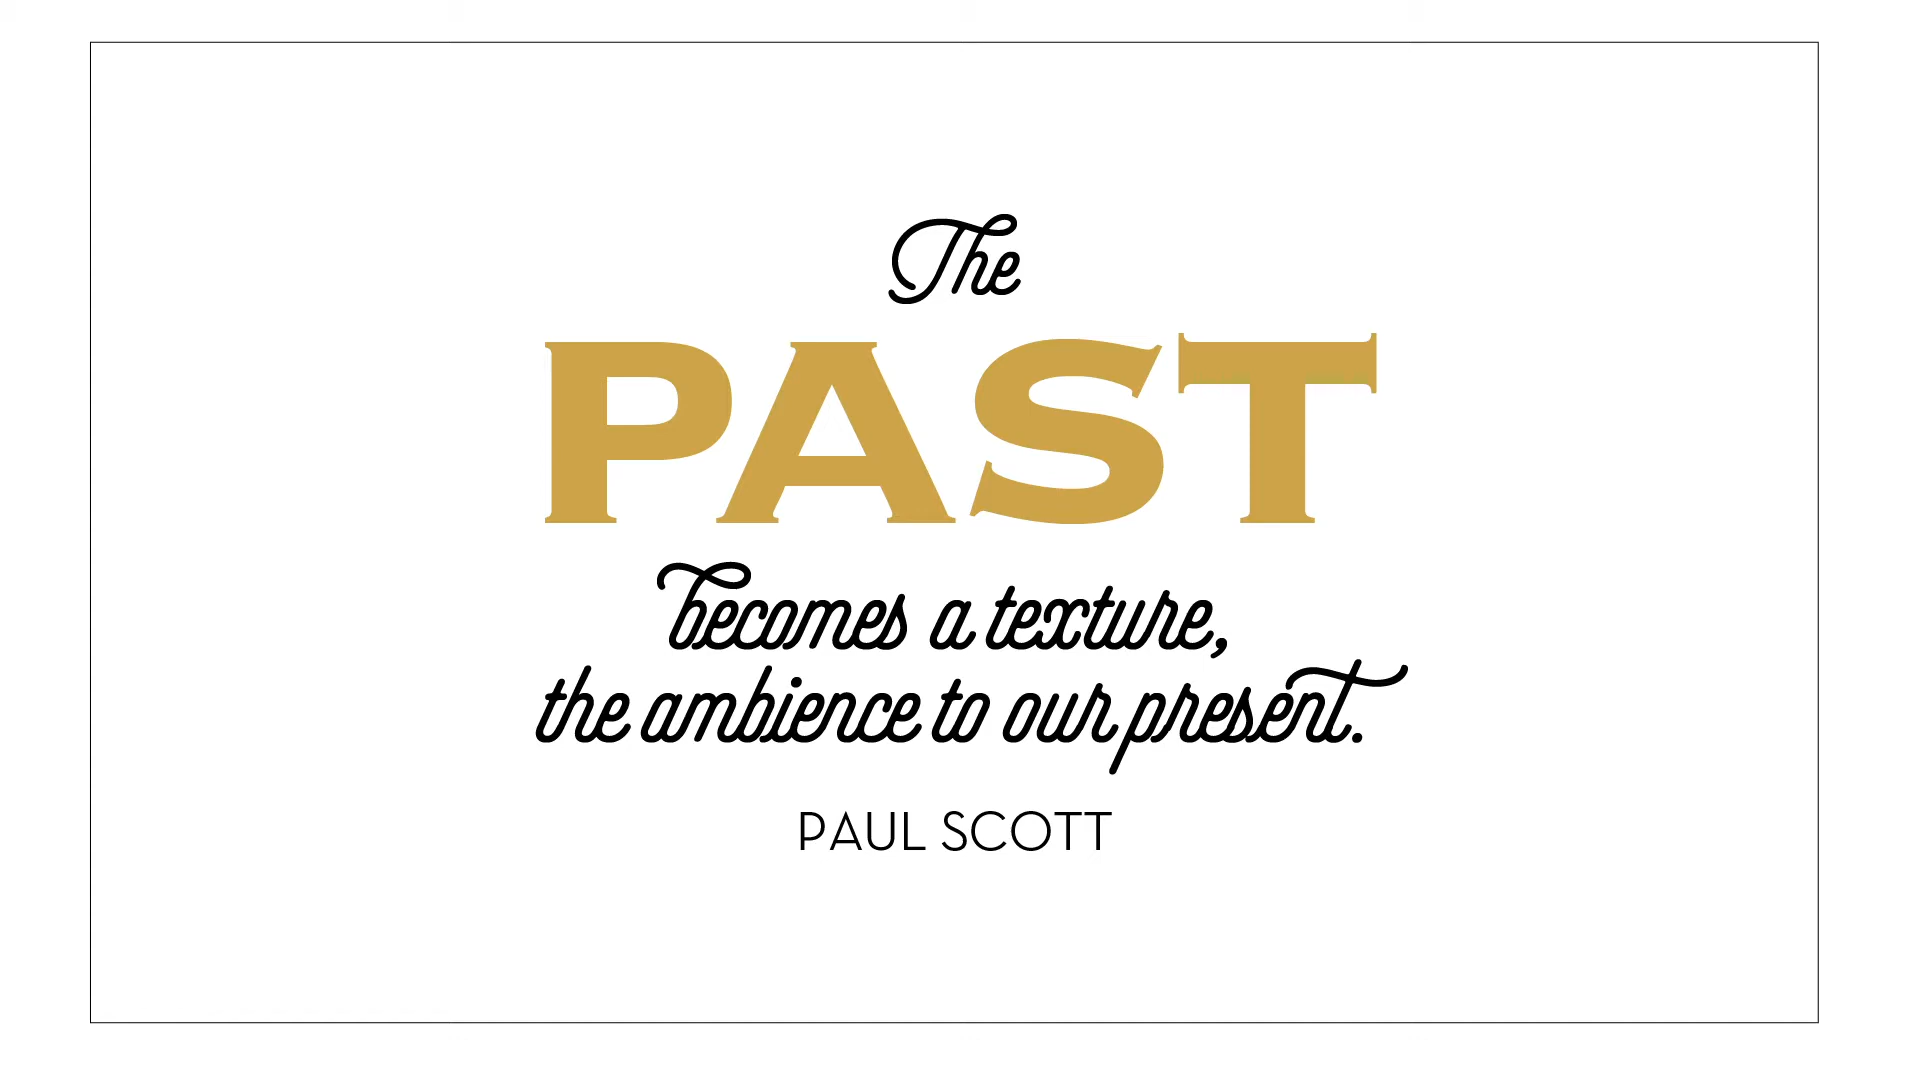 The
PAST
becomes a texture,
the ambience to our present.
PAUL SCOTT